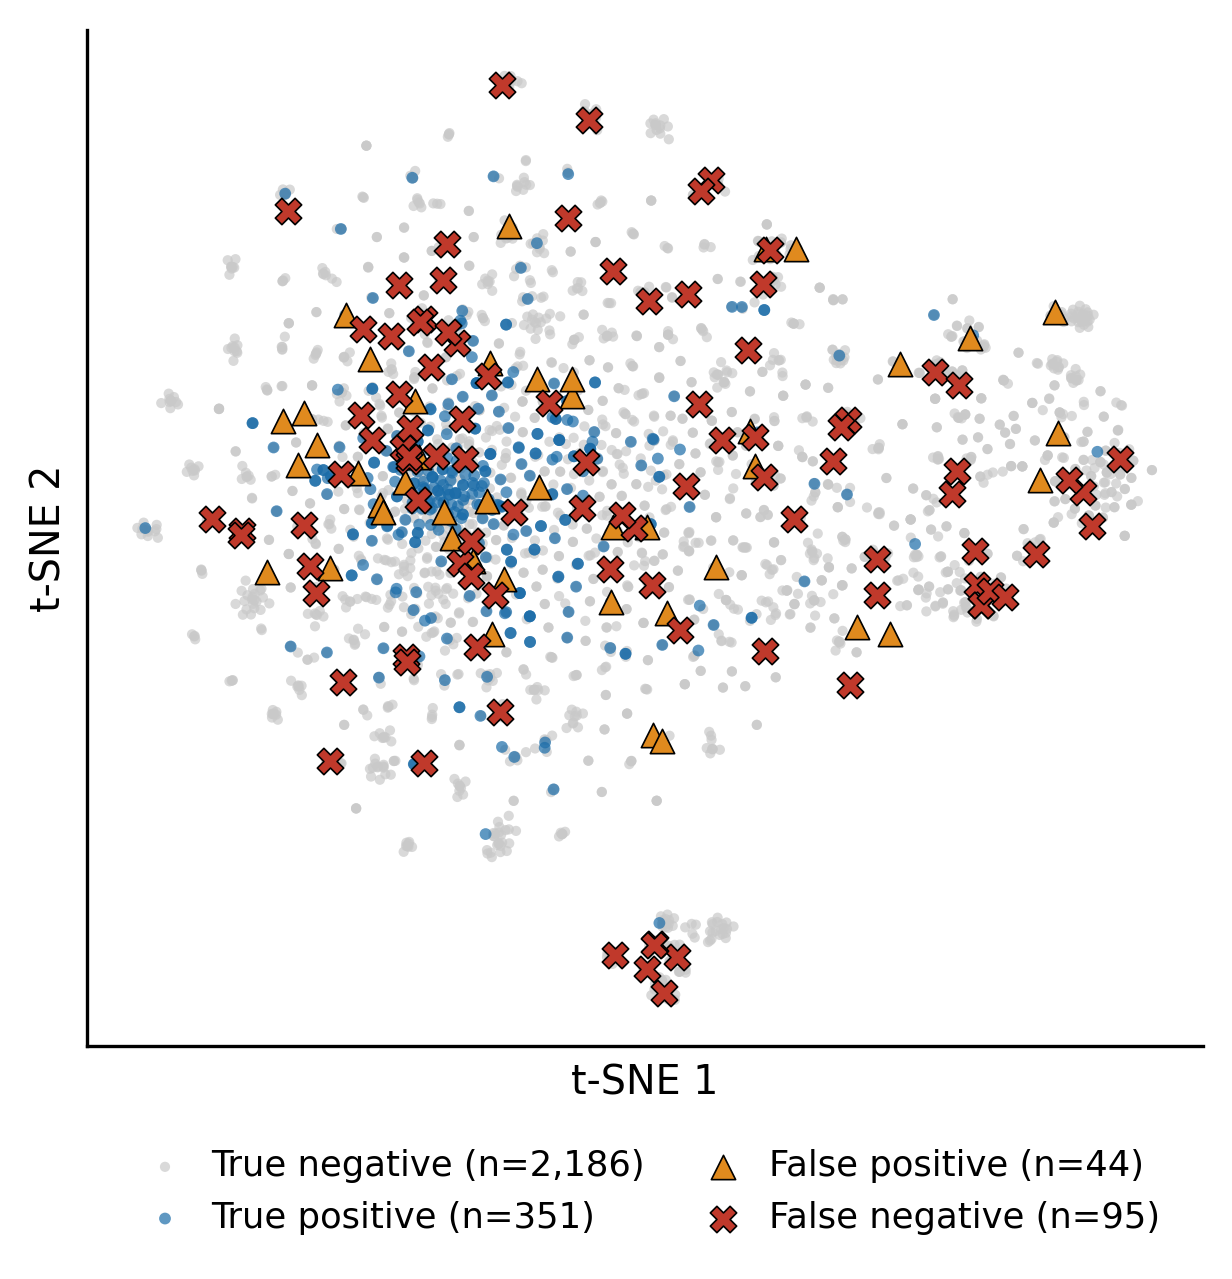 t-SNE 2
t-SNE 1
True negative (n=2,186)
False positive (n=44)
True positive (n=351)
False negative (n=95)